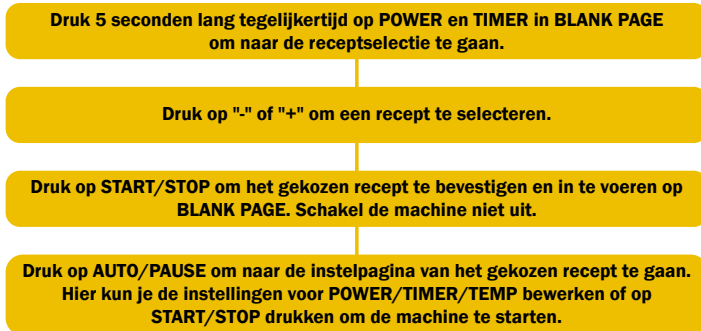 Druk 5 seconden lang tegelijkertijd op POWER en TIMER in BLANK PAGE
om naar de receptselectie te gaan.
Druk op "-" of "+" om een recept te selecteren.
Druk op START/STOP om het gekozen recept te bevestigen en in te voeren op
BLANK PAGE. Schakel de machine niet uit.
Druk op AUTO/PAUSE om naar de instelpagina van het gekozen recept te gaan.
Hier kun je de instellingen voor POWER/TIMER/TEMP bewerken of op
START/STOP drukken om de machine te starten.